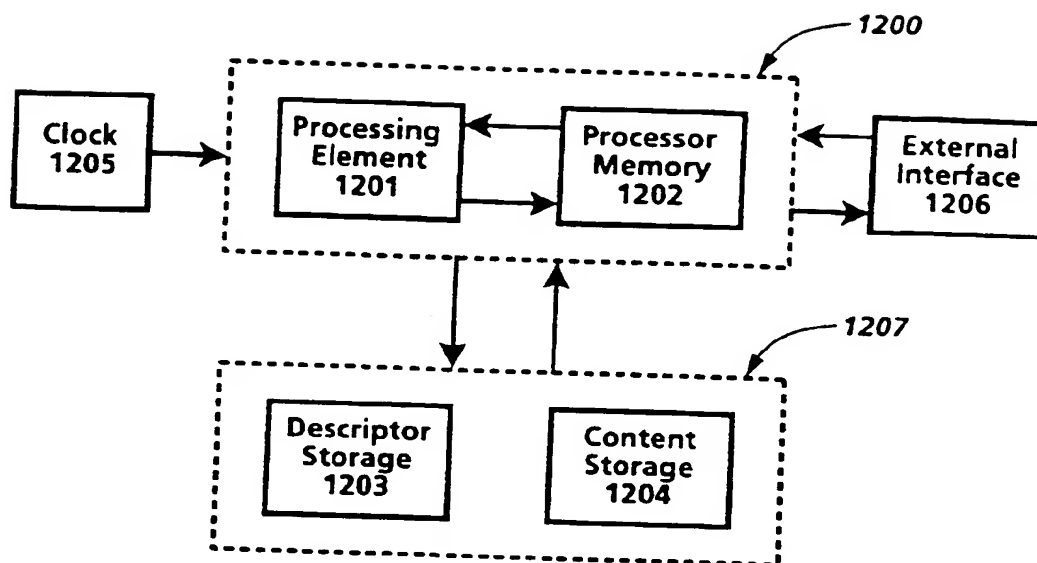 1200
Clock
1205
Processing
Element
1201
Processor
Memory
1202
External
Interface
1206
1207
Descriptor
Storage
1203
Content
Storage
1204